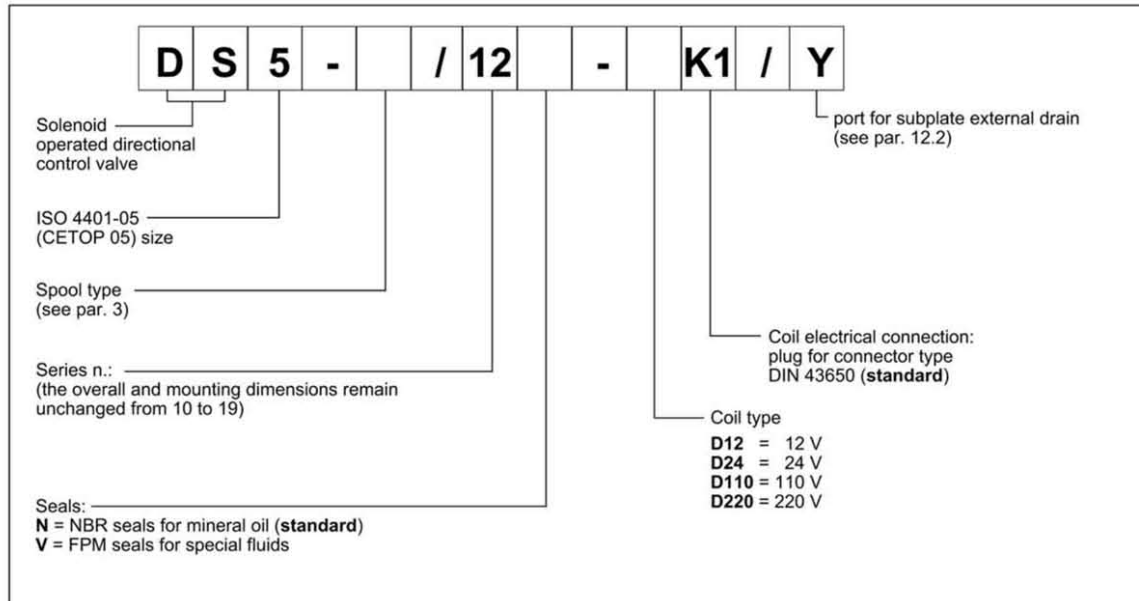 D S 5 - / 12 - K1 / Y
Solenoid
operated directional
control valve
port for subplate external drain
(see par. 12.2)
ISO 4401-05
(CETOP 05) size
Spool type
(see par. 3)
Coil electrical connection:
plug for connector type
DIN 43650 (standard)
Series n.:
(the overall and mounting dimensions remain
unchanged from 10 to 19)
Coil type
D12 = 12 V
D24 = 24 V
D110 = 110 V
D220 = 220 V
Seals:
N = NBR seals for mineral oil (standard)
V = FPM seals for special fluids